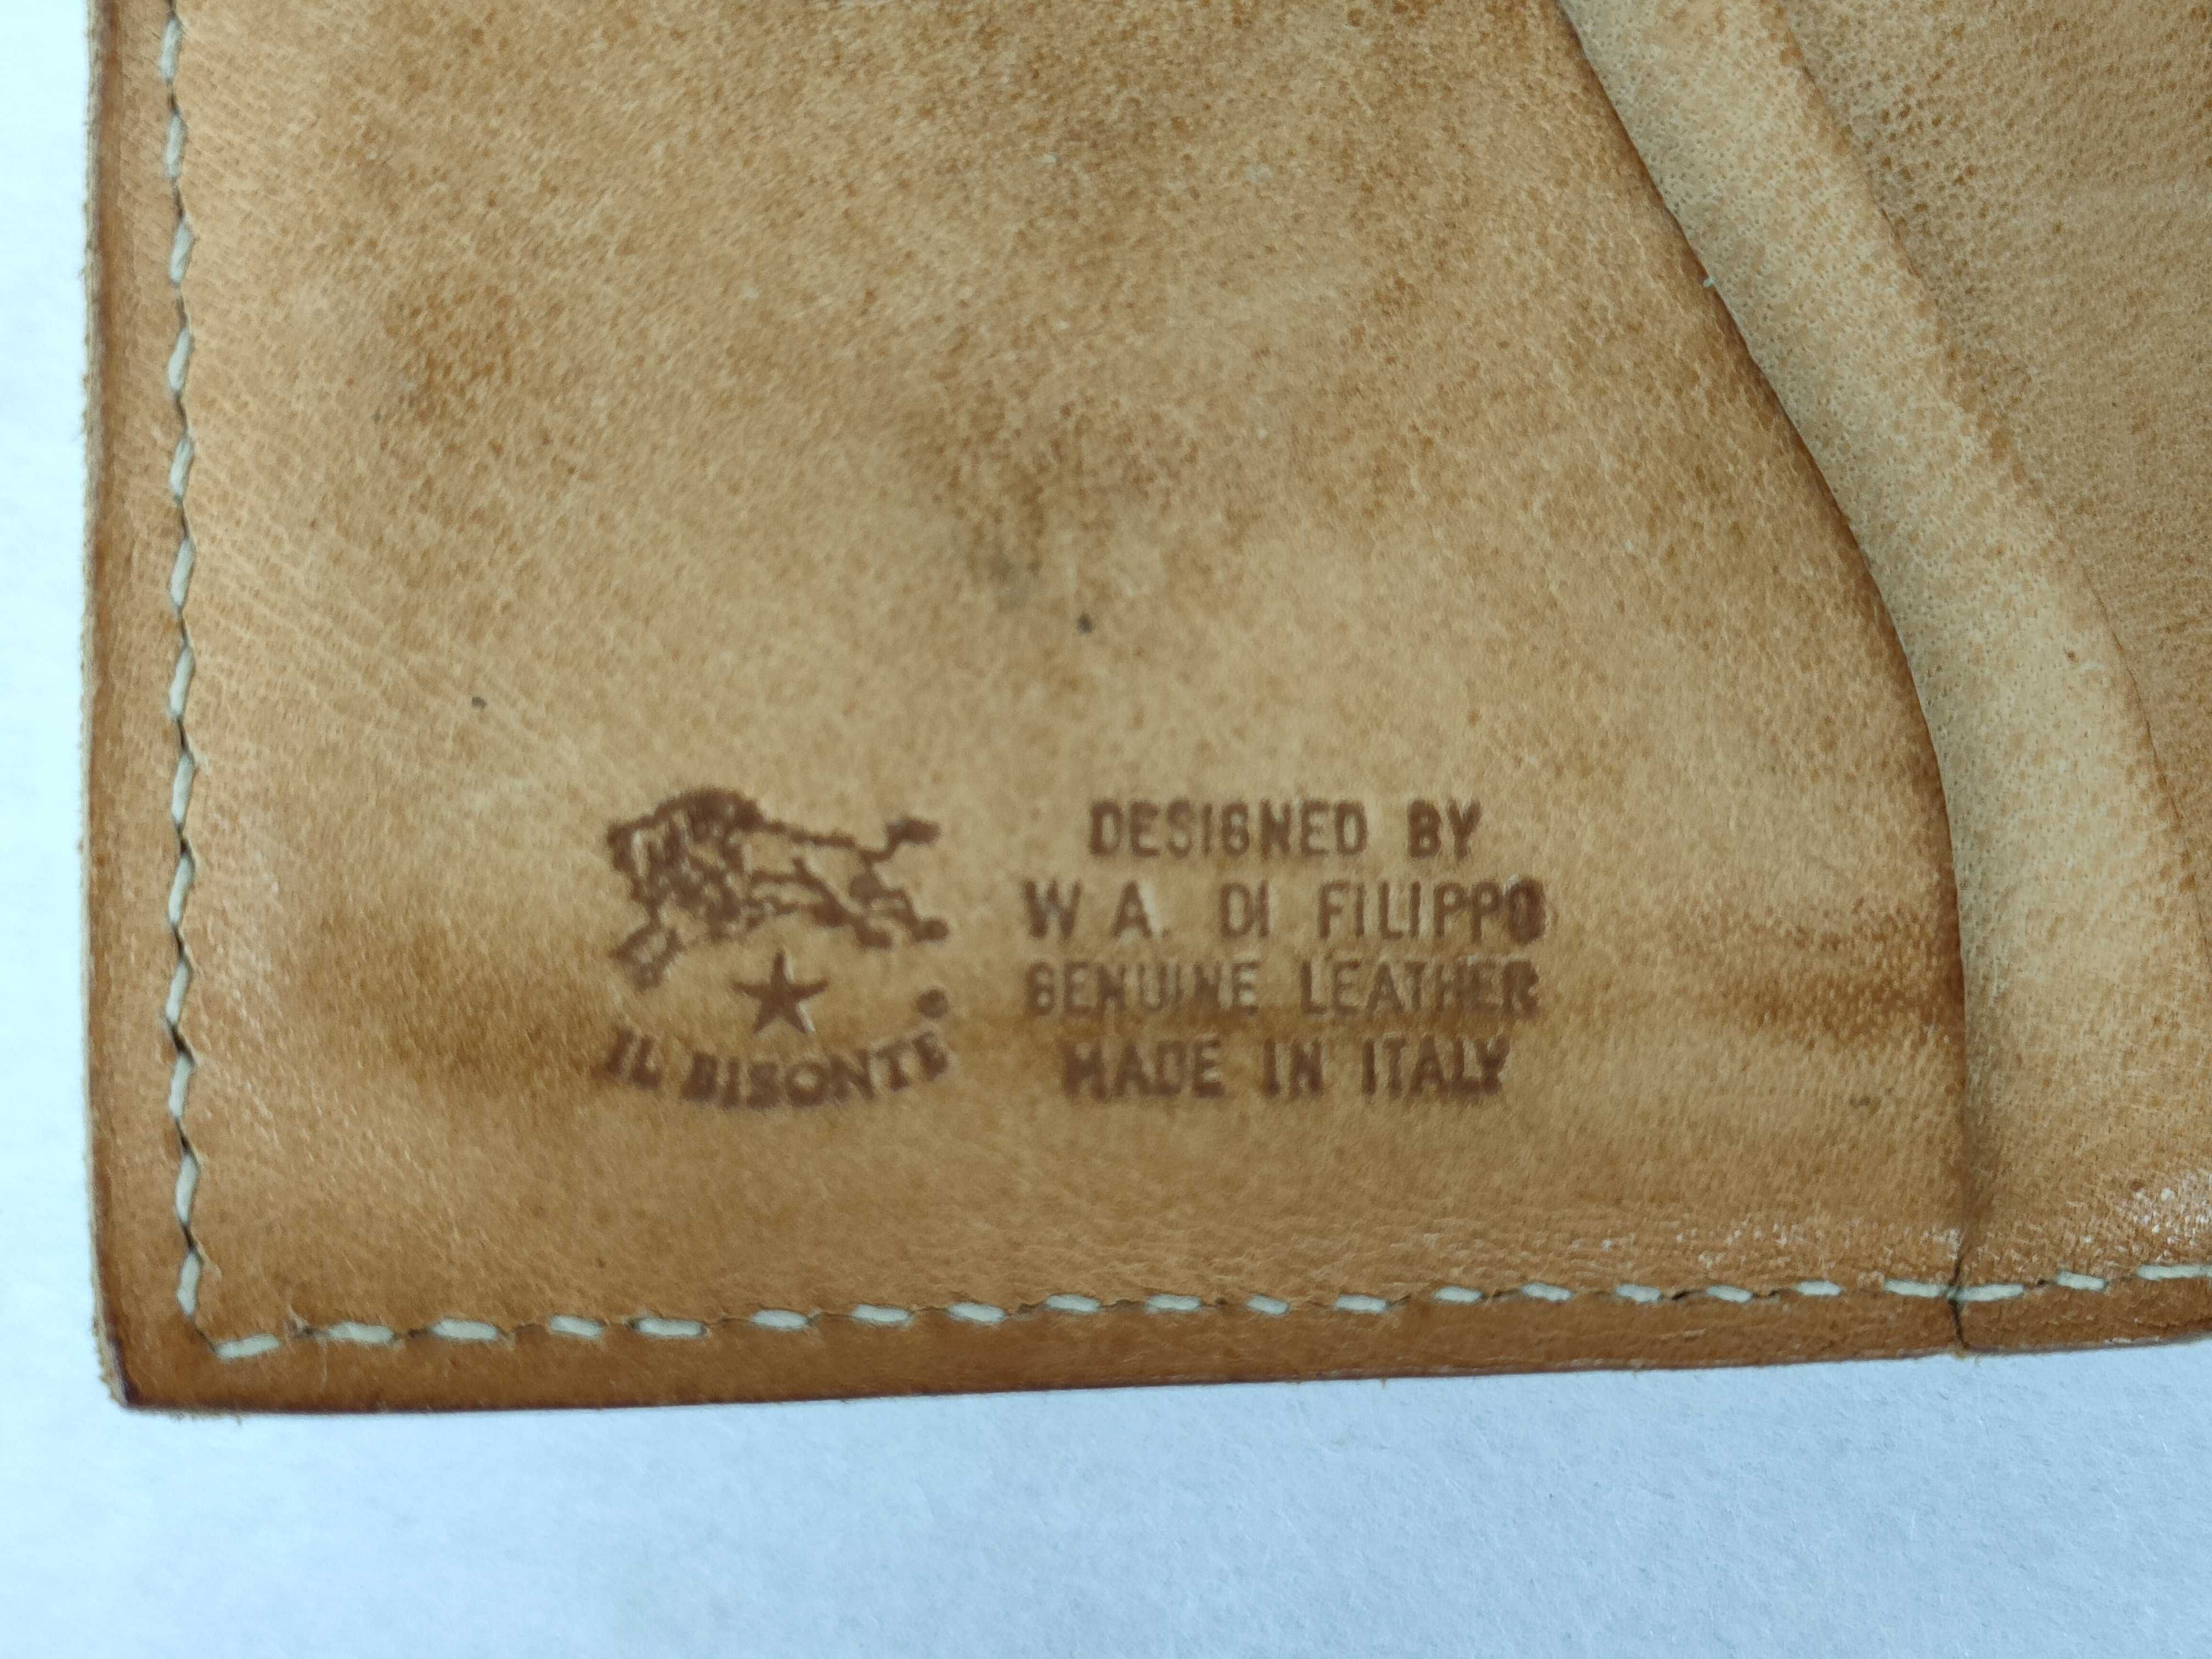 IL BISONTE
DESIGNED BY
W A. DI FILIPPO
GENUINE LEATHER
MADE IN ITALY